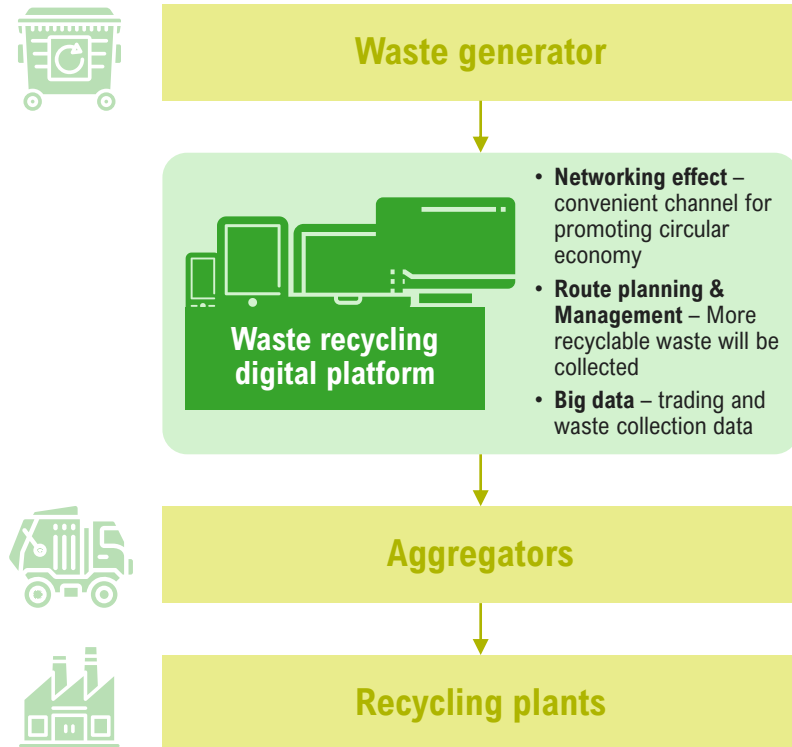 Waste generator
Waste recycling
digital platform
• Networking effect –
convenient channel for
promoting circular
economy
• Route planning &
Management – More
recyclable waste will be
collected
• Big data – trading and
waste collection data
Aggregators
Recycling plants